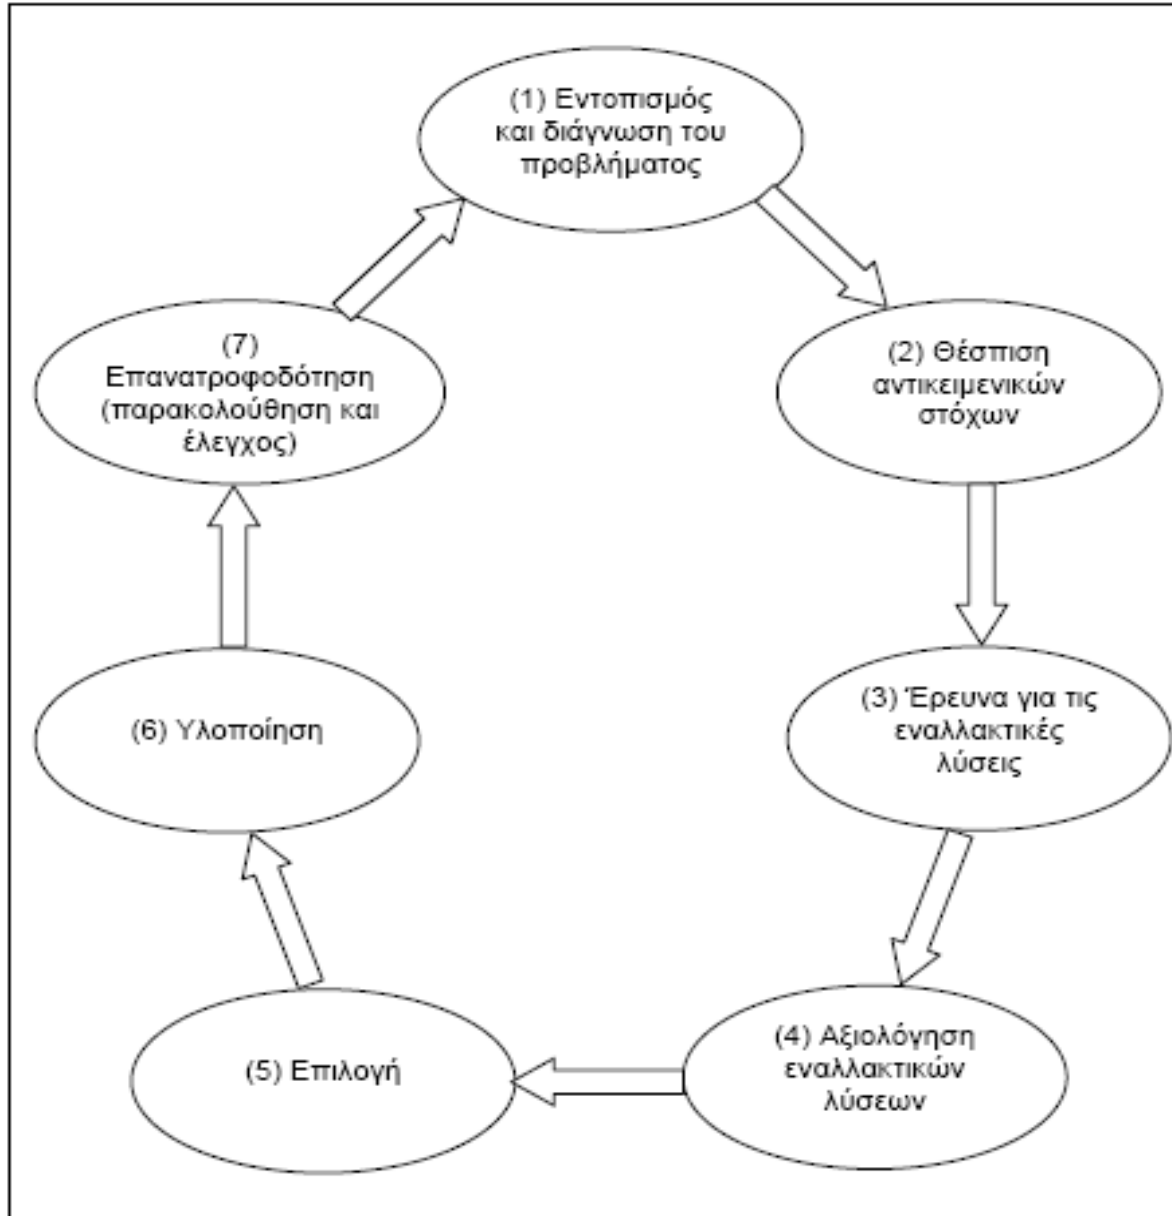 (1) Εντοπισμός
και διάγνωση του
προβλήματος
(2) Θέσπιση
αντικειμενικών
στόχων
(3) Έρευνα για τις
εναλλακτικές
λύσεις
(4) Αξιολόγηση
εναλλακτικών
λύσεων
(5) Επιλογή
(6) Υλοποίηση
(7)
Επανατροφοδότηση
(παρακολούθηση και
έλεγχος)